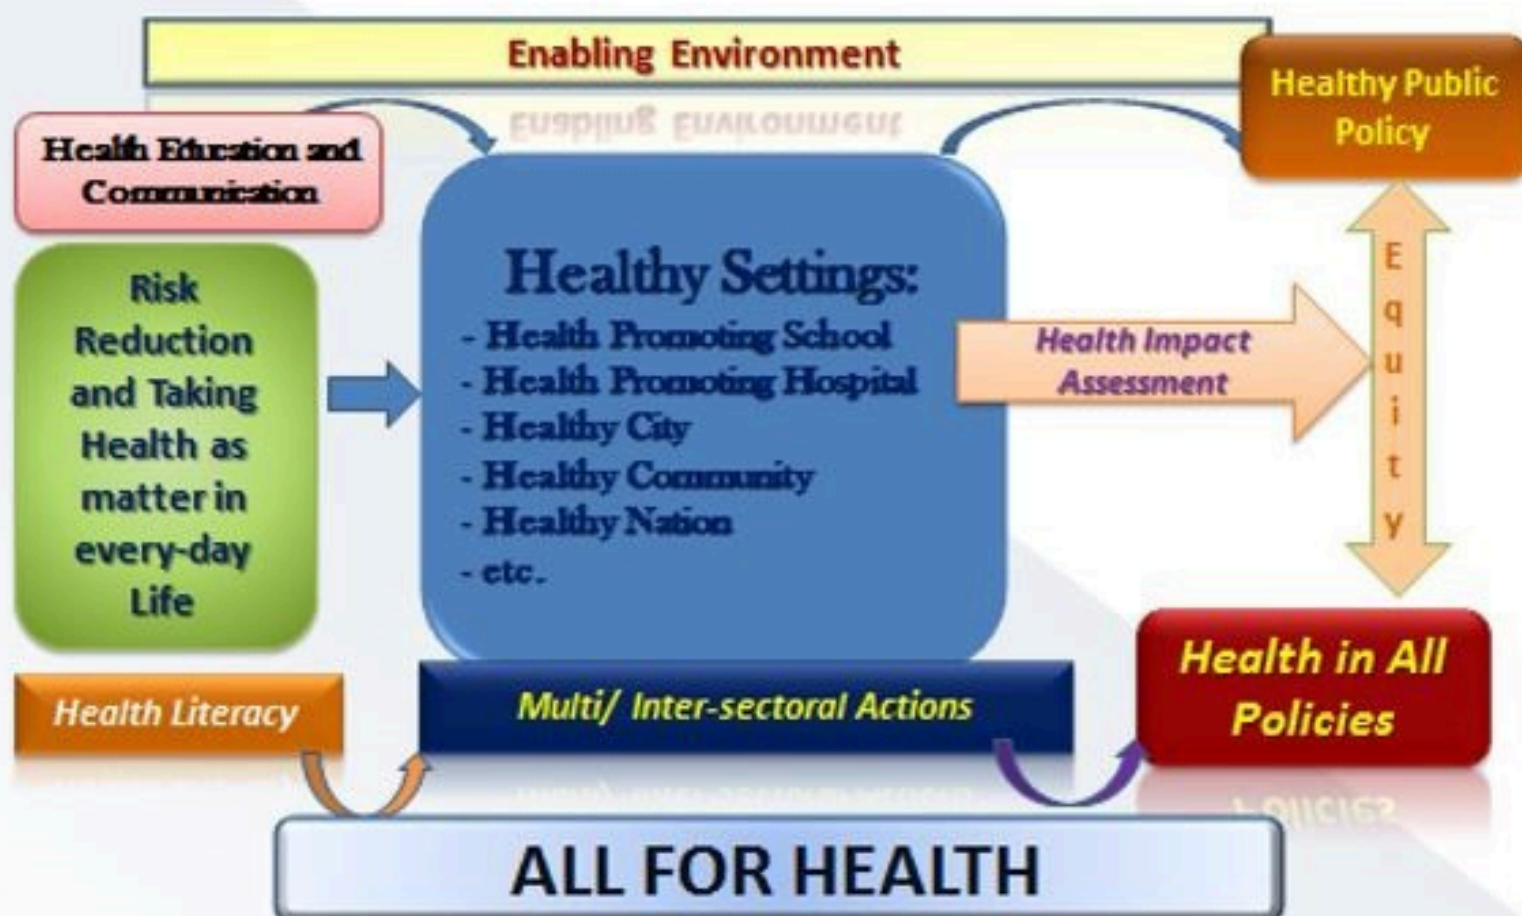 Enabling Environment
Healthy Public
Policy
Health Education and
Communication
Risk
Reduction
and Taking
Health as
matter in
every-day
Life
Healthy Settings:
- Health Promoting School
- Health Promoting Hospital
- Healthy City
- Healthy Community
- Healthy Nation
- etc.
Health Impact
Assessment
Equity
Health Literacy
Multi/ Inter-sectoral Actions
Health in All
Policies
ALL FOR HEALTH